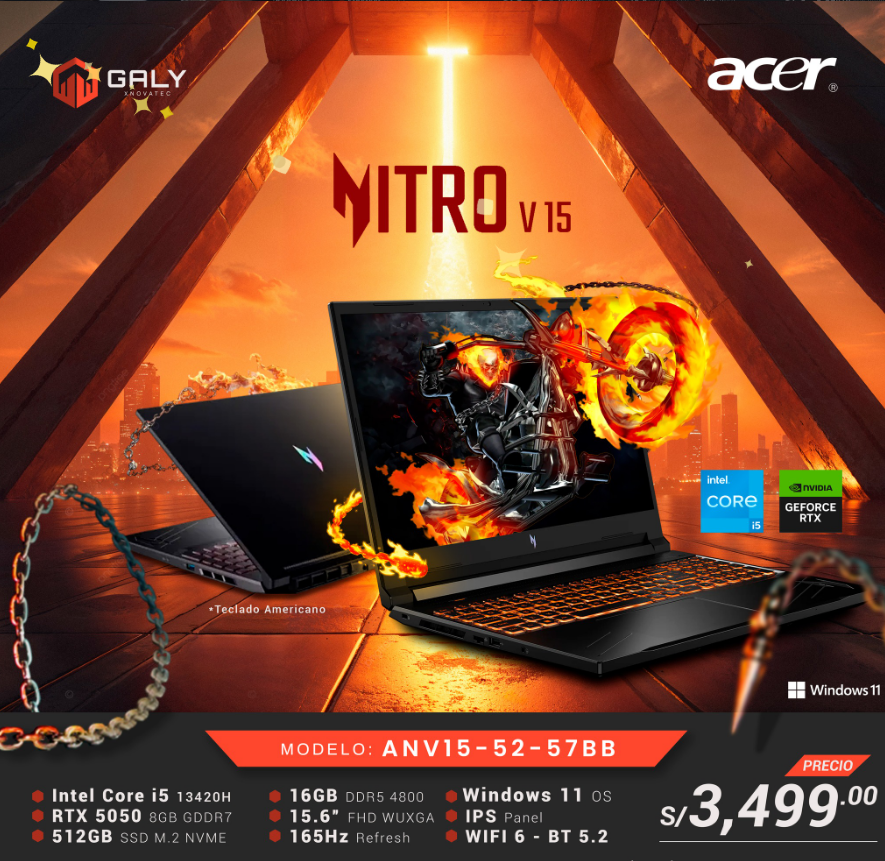 GALY
XNOVATEC
acer®
NITRO V 15
intel.
CORE
i5
NVIDIA
GEFORCE
RTX
*Teclado Americano
Windows 11
MODELO: ANV15-52-57BB
PRECIO
S/3,499.00
Intel Core i5 13420H
RTX 5050 8GB GDDR7
512GB SSD M.2 NVME
16GB DDR5 4800
15.6" FHD WUXGA
165Hz Refresh
Windows 11 OS
IPS Panel
WIFI 6 - BT 5.2